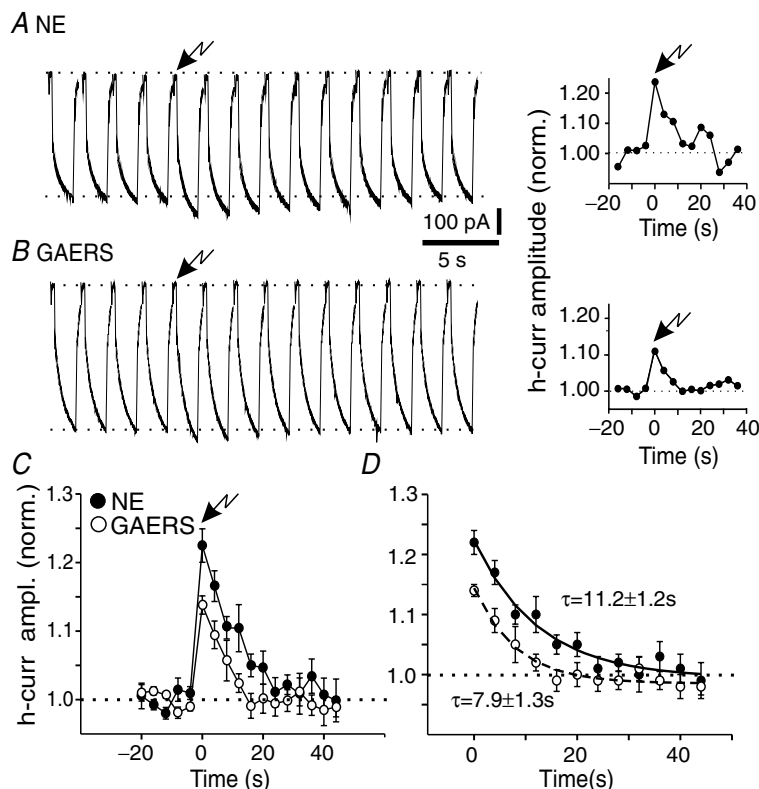 A NE
100 pA
5 s
B GAERS
h-curr amplitude (norm.)
1.20
1.10
1.00
−20 0 20 40
Time (s)
1.20
1.10
1.00
−20 0 20 40
Time (s)
C
NE
GAERS
h-curr ampl. (norm.)
1.3
1.2
1.1
1.0
−20 0 20 40
Time (s)
D
1.3
1.2
1.1
1.0
τ=11.2±1.2s
τ=7.9±1.3s
0 20 40
Time(s)